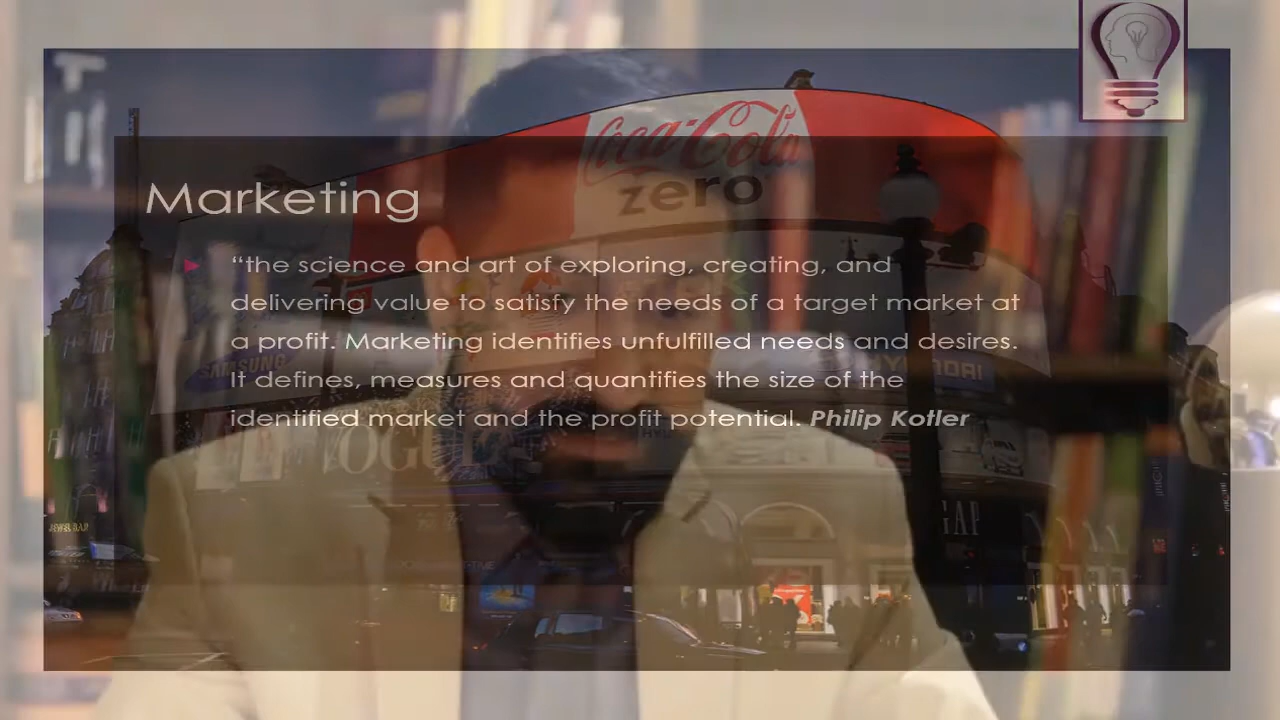 Coca-Cola
zero
Marketing
“the science and art of exploring, creating, and
delivering value to satisfy the needs of a target market at
a profit. Marketing identifies unfulfilled needs and desires.
It defines, measures and quantifies the size of the
identified market and the profit potential. Philip Kotler
SAMSUNG
GAP